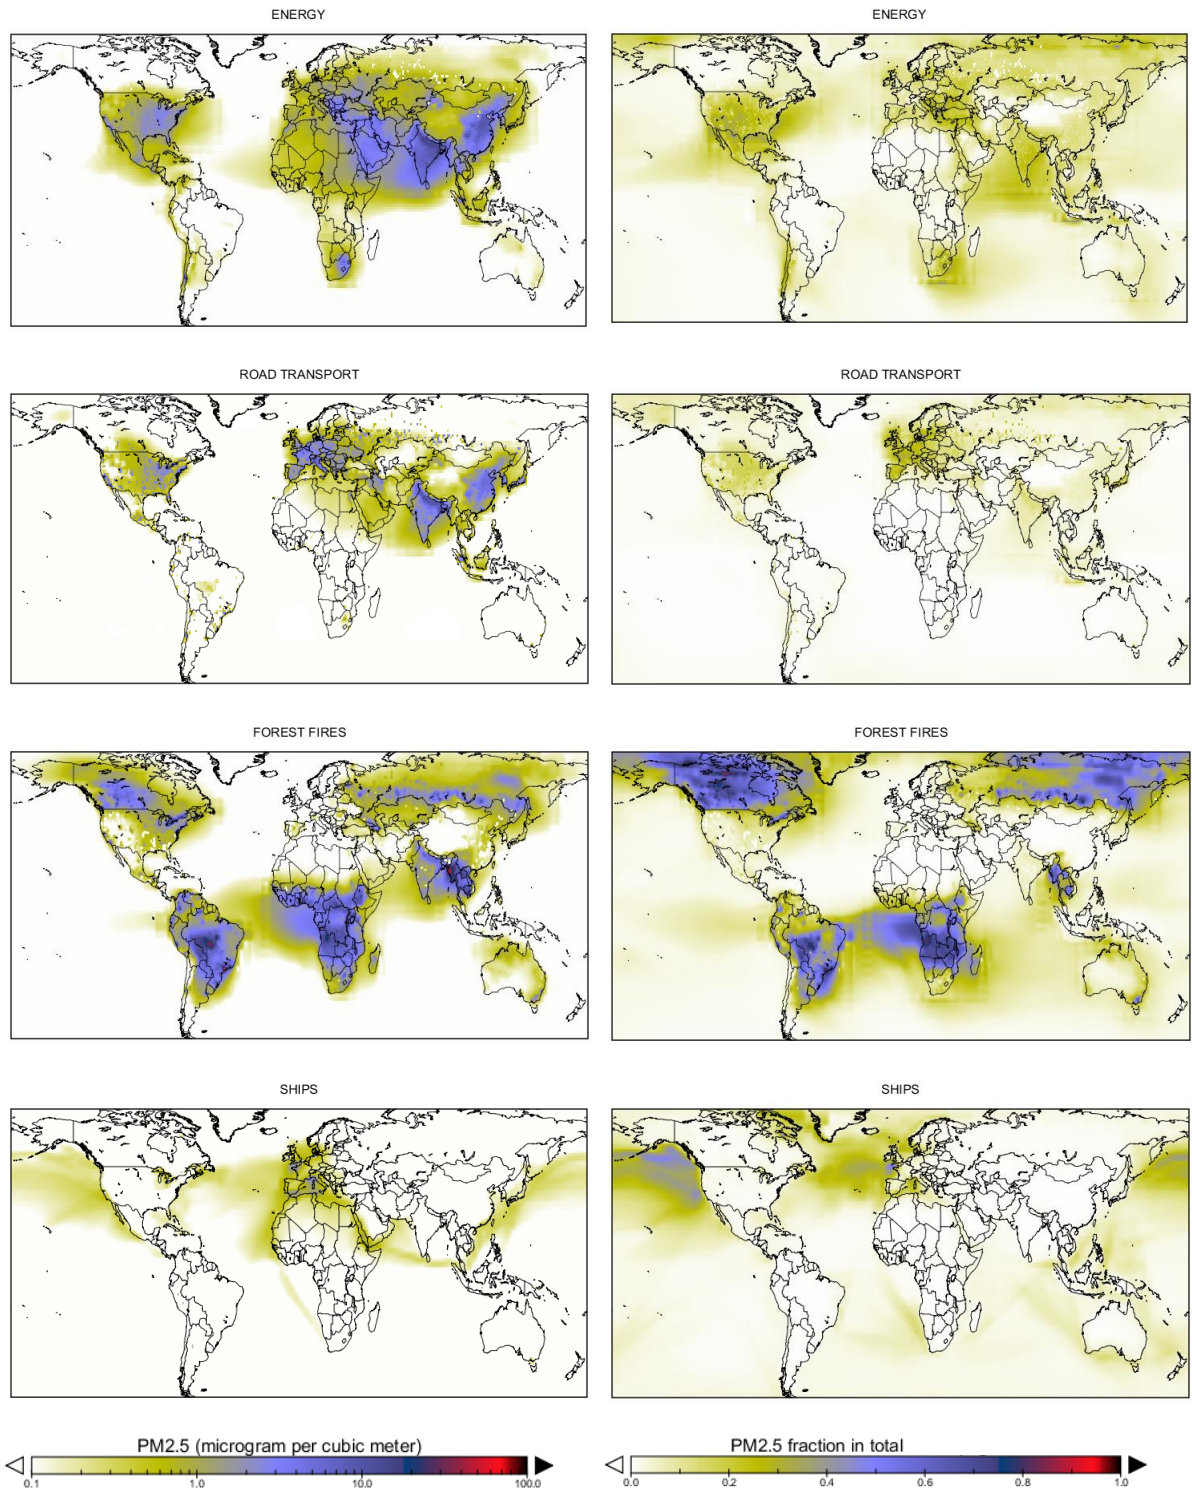 ENERGY
ENERGY
ROAD TRANSPORT
ROAD TRANSPORT
FOREST FIRES
FOREST FIRES
SHIPS
SHIPS
PM2.5 (microgram per cubic meter)
0.1 1.0 10.0 100.0
PM2.5 fraction in total
0.0 0.2 0.4 0.6 0.8 1.0